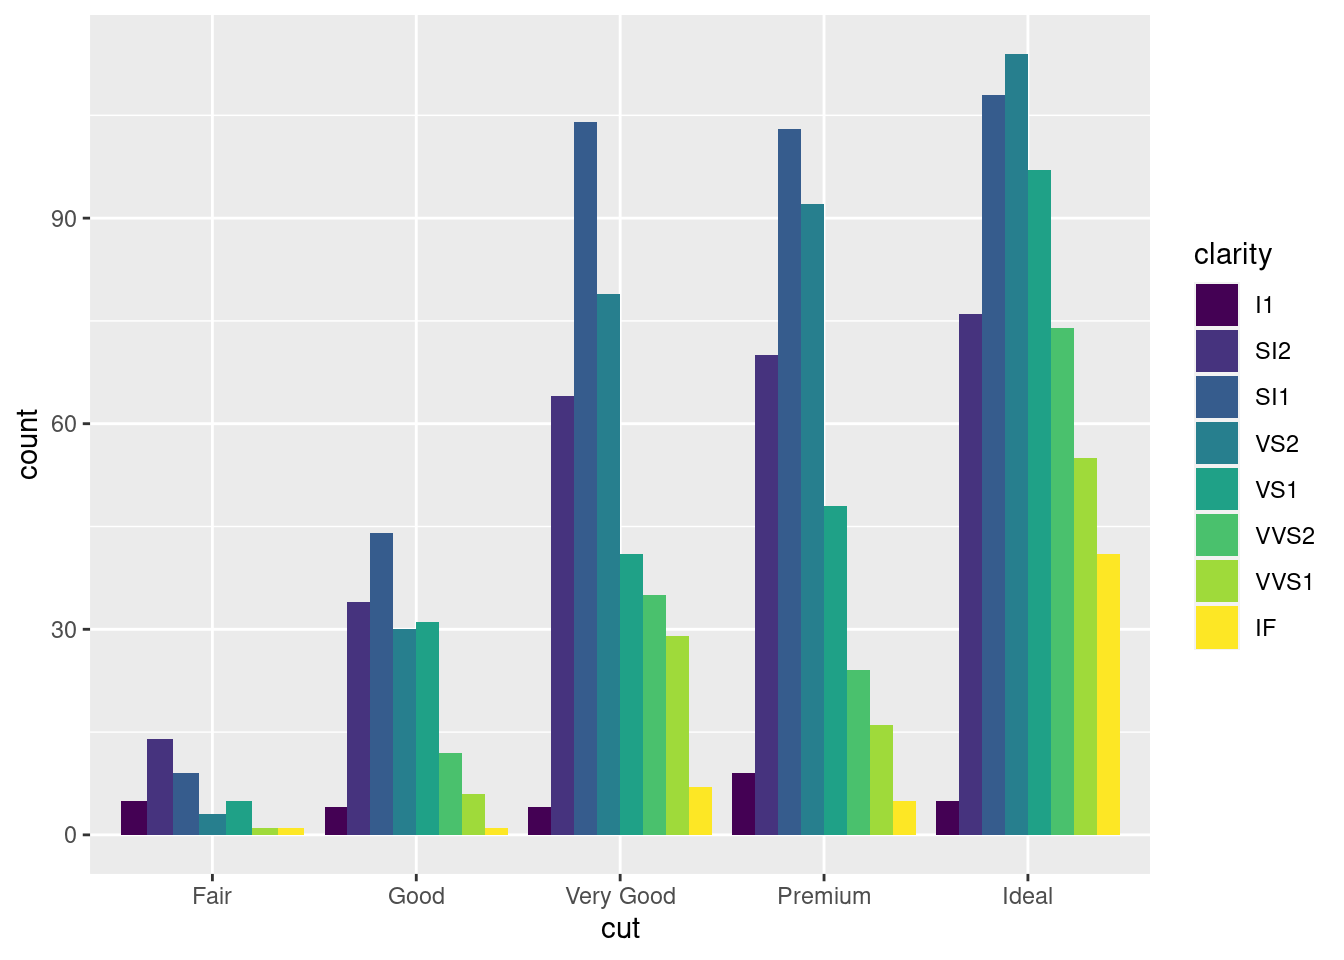 90
60
30
0
count
Fair
Good
Very Good
Premium
Ideal
cut
clarity
I1
SI2
SI1
VS2
VS1
VVS2
VVS1
IF